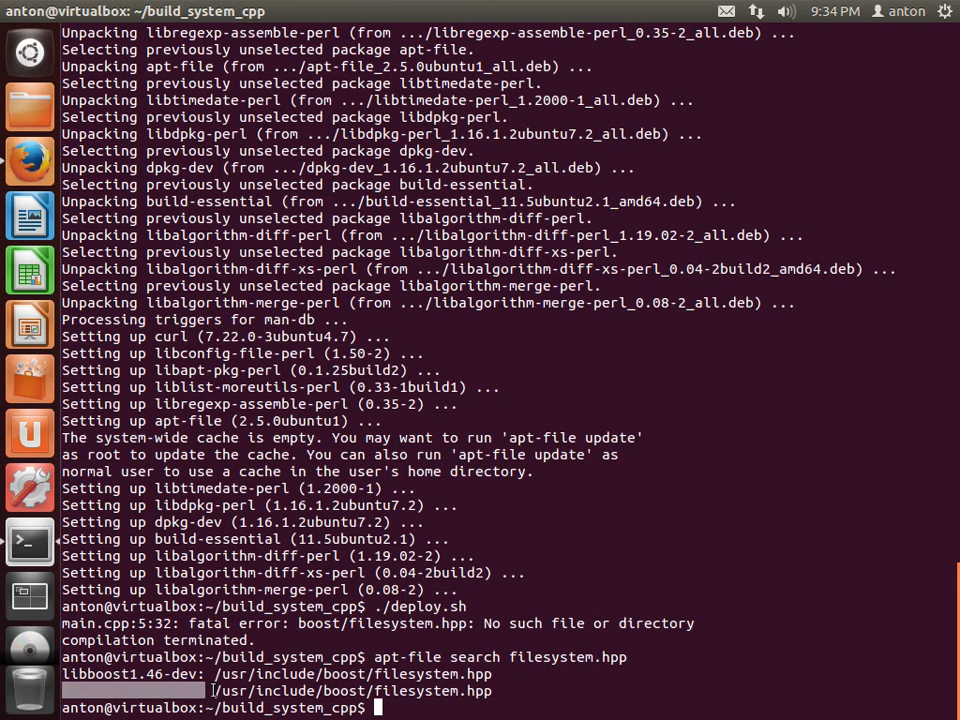 anton@virtualbox: ~/build_system_cpp 9:34 PM anton
Unpacking libregexp-assemble-perl (from .../libregexp-assemble-perl_0.35-2_all.deb) ...
Selecting previously unselected package apt-file.
Unpacking apt-file (from .../apt-file_2.5.0ubuntu1_all.deb) ...
Selecting previously unselected package libtimedate-perl.
Unpacking libtimedate-perl (from .../libtimedate-perl_1.2000-1_all.deb) ...
Selecting previously unselected package libdpkg-perl.
Unpacking libdpkg-perl (from .../libdpkg-perl_1.16.1.2ubuntu7.2_all.deb) ...
Selecting previously unselected package dpkg-dev.
Unpacking dpkg-dev (from .../dpkg-dev_1.16.1.2ubuntu7.2_all.deb) ...
Selecting previously unselected package build-essential.
Unpacking build-essential (from .../build-essential_11.5ubuntu2.1_amd64.deb) ...
Selecting previously unselected package libalgorithm-diff-perl.
Unpacking libalgorithm-diff-perl (from .../libalgorithm-diff-perl_1.19.02-2_all.deb) ...
Selecting previously unselected package libalgorithm-diff-xs-perl.
Unpacking libalgorithm-diff-xs-perl (from .../libalgorithm-diff-xs-perl_0.04-2build2_amd64.deb) ...
Selecting previously unselected package libalgorithm-merge-perl.
Unpacking libalgorithm-merge-perl (from .../libalgorithm-merge-perl_0.08-2_all.deb) ...
Processing triggers for man-db ...
Setting up curl (7.22.0-3ubuntu4.7) ...
Setting up libconfig-file-perl (1.50-2) ...
Setting up libapt-pkg-perl (0.1.25build2) ...
Setting up liblist-moreutils-perl (0.33-1build1) ...
Setting up libregexp-assemble-perl (0.35-2) ...
Setting up apt-file (2.5.0ubuntu1) ...
The system-wide cache is empty. You may want to run 'apt-file update'
as root to update the cache. You can also run 'apt-file update' as
normal user to use a cache in the user's home directory.
Setting up libtimedate-perl (1.2000-1) ...
Setting up libdpkg-perl (1.16.1.2ubuntu7.2) ...
Setting up dpkg-dev (1.16.1.2ubuntu7.2) ...
Setting up build-essential (11.5ubuntu2.1) ...
Setting up libalgorithm-diff-perl (1.19.02-2) ...
Setting up libalgorithm-diff-xs-perl (0.04-2build2) ...
Setting up libalgorithm-merge-perl (0.08-2) ...
anton@virtualbox:~/build_system_cpp$ ./deploy.sh
main.cpp:5:32: fatal error: boost/filesystem.hpp: No such file or directory
compilation terminated.
anton@virtualbox:~/build_system_cpp$ apt-file search filesystem.hpp
libboost1.46-dev: /usr/include/boost/filesystem.hpp
/usr/include/boost/filesystem.hpp
anton@virtualbox:~/build_system_cpp$